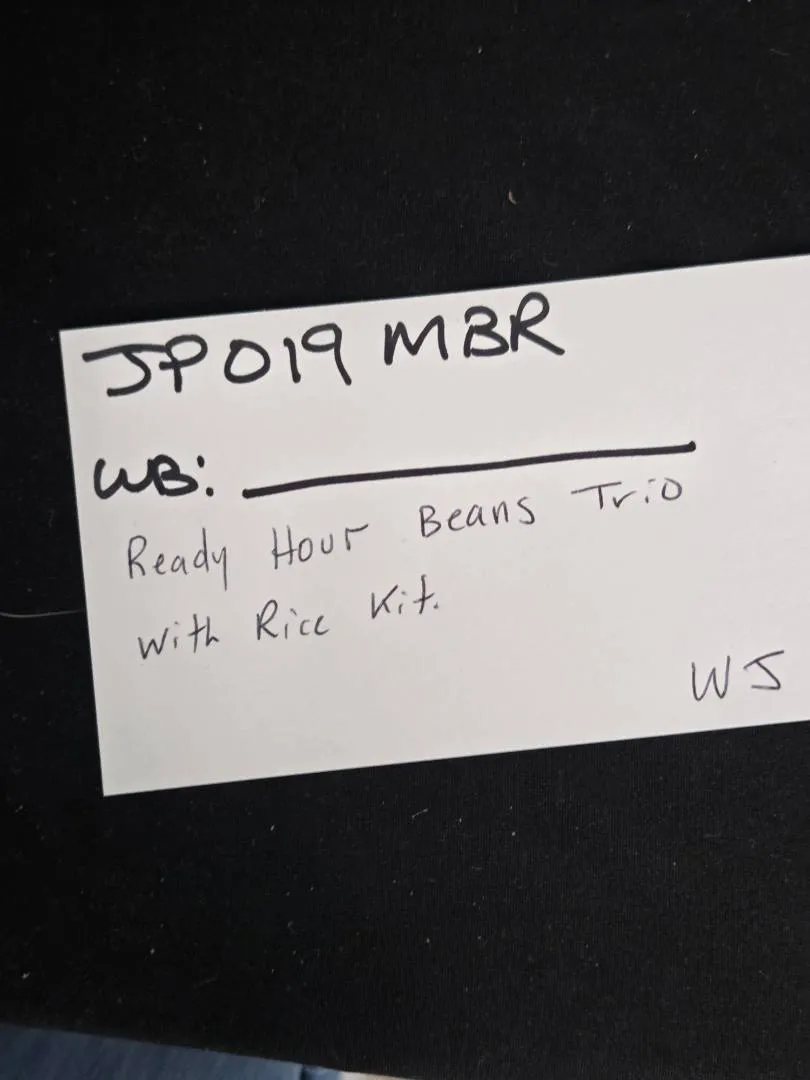 JP019 MBR
WB:
Ready Hour Beans Trio
with Rice Kit.
WJ